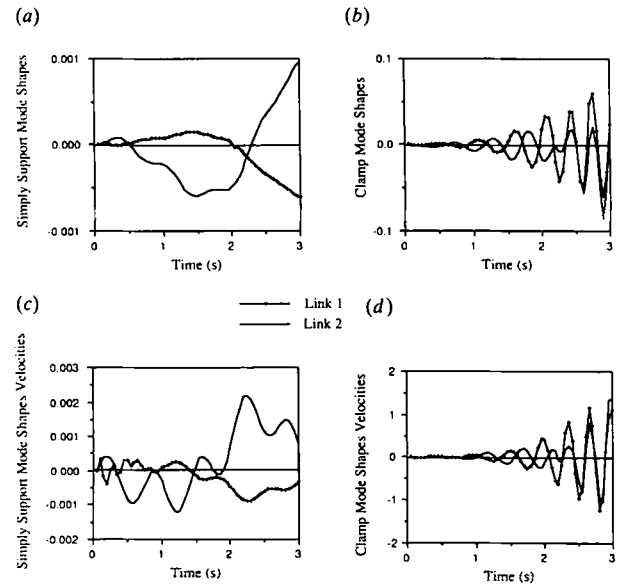 (a)
Simply Support Mode Shapes
0.001
0.000
-0.001
0
1
2
3
Time (s)
(b)
Clamp Mode Shapes
0.1
0.0
-0.1
0
1
2
3
Time (s)
Link 1
Link 2
(c)
Simply Support Mode Shapes Velocities
0.003
0.002
0.001
0.000
-0.001
-0.002
0
1
2
3
Time (s)
(d)
Clamp Mode Shapes Velocities
2
1
0
-1
-2
0
1
2
3
Time (s)